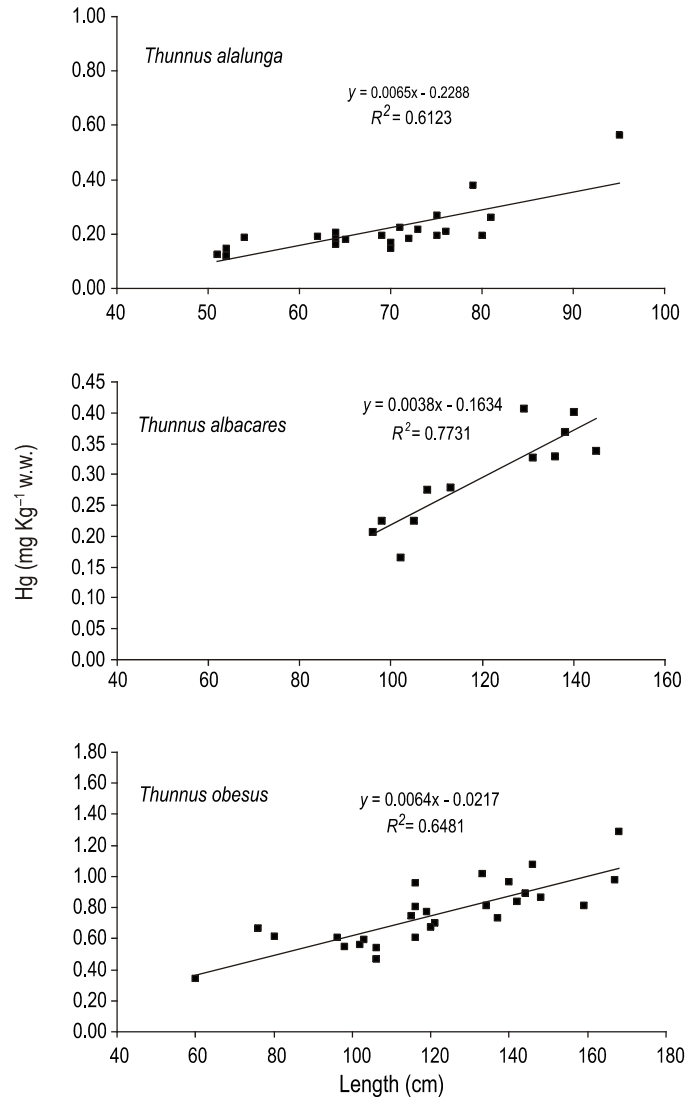 1.00
Thunnus alalunga
0.80
y = 0.0065x - 0.2288
R² = 0.6123
0.60
0.40
0.20
0.00
40 50 60 70 80 90 100
0.45
0.40
Thunnus albacares
y = 0.0038x - 0.1634
R² = 0.7731
0.35
0.30
0.25
0.20
0.15
0.10
0.05
0.00
40 60 80 100 120 140 160
Hg (mg Kg⁻¹ w.w.)
1.80
1.60
Thunnus obesus
y = 0.0064x - 0.0217
R² = 0.6481
1.40
1.20
1.00
0.80
0.60
0.40
0.20
0.00
40 60 80 100 120 140 160 180
Length (cm)